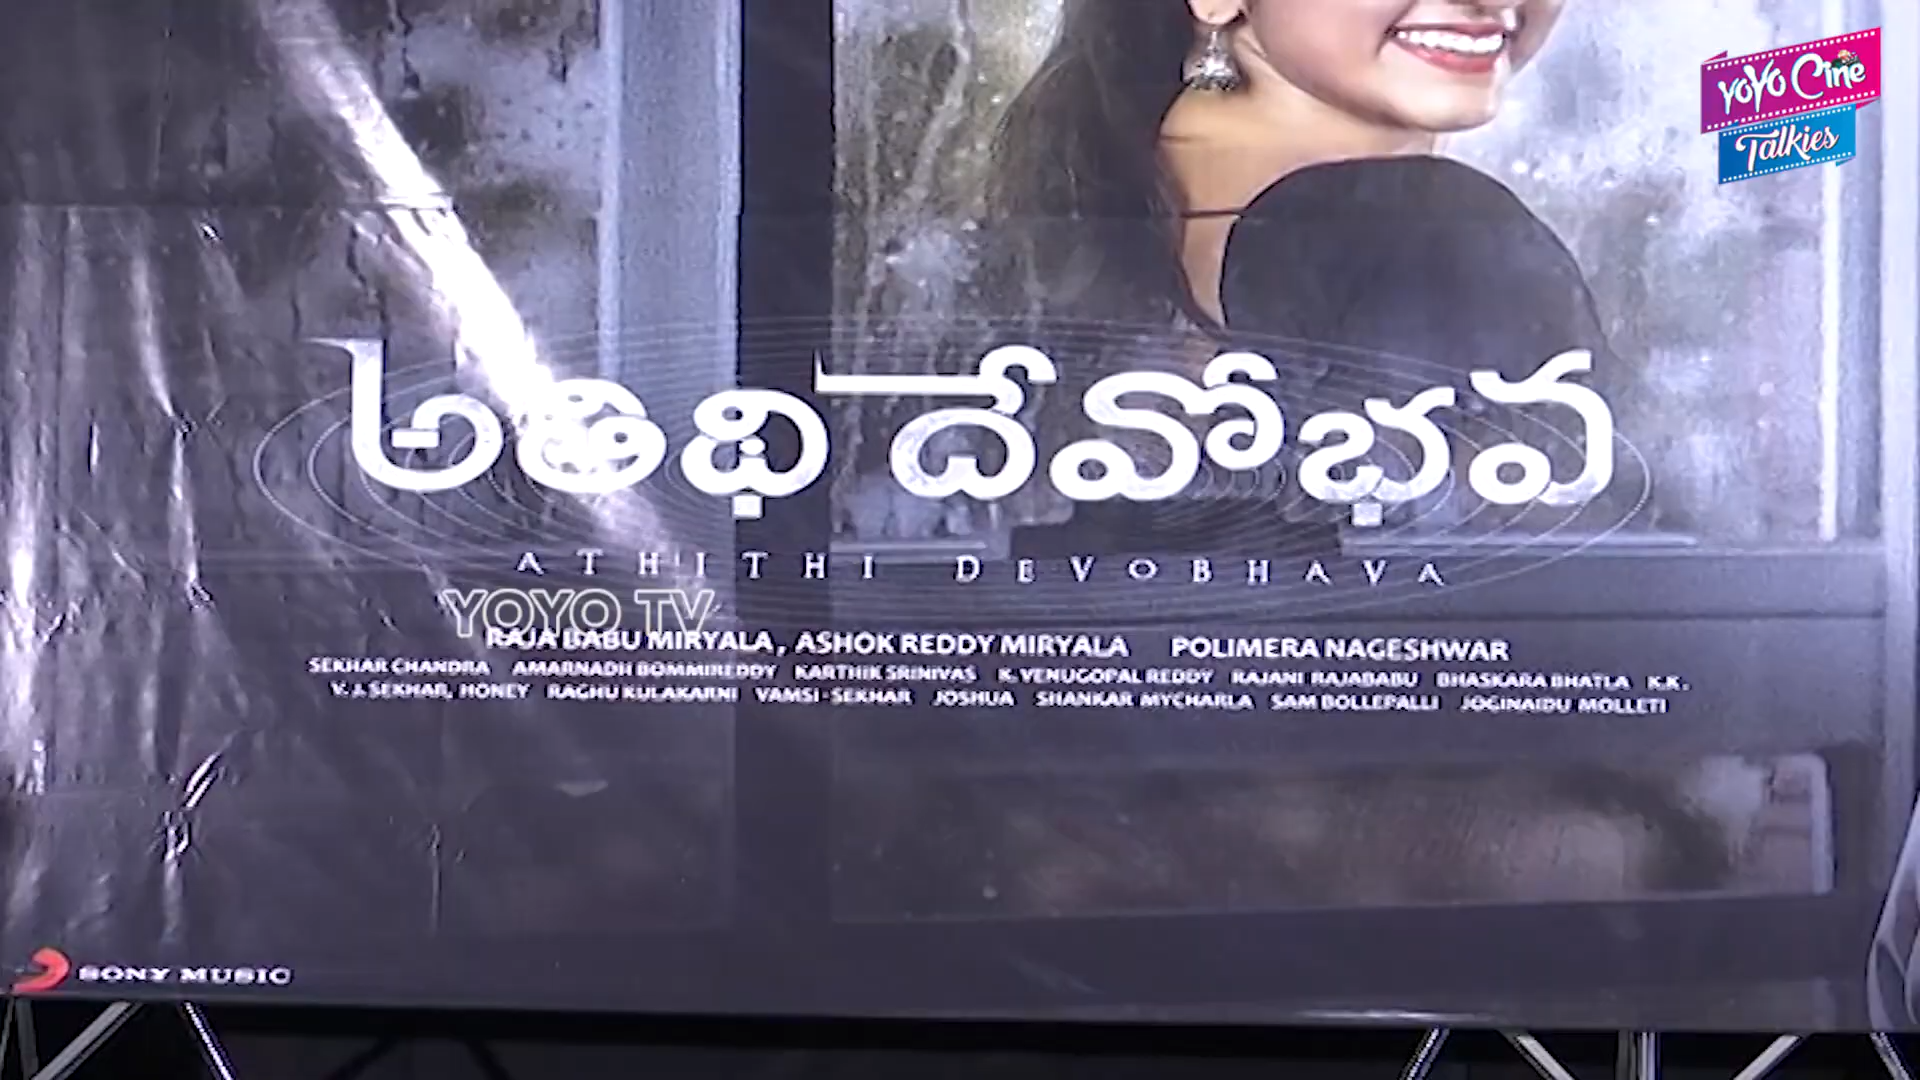 YOYO Cine
Talkies
అతిథి దేవోభవ
ATHITHI DEVOBHAVA
YOYO TV
RAJA BABU MIRYALA, ASHOK REDDY MIRYALA POLIMERA NAGESHWAR
SEKHAR CHANDRA AMARNADH BOMMIREDDY KARTHIK SRINIVAS K. VENUGOPAL REDDY RAJANI RAJABABU BHASKARA BHATLA K.K.
V. J. SEKHAR, HONEY RAGHU KULAKARNI VAMSI - SEKHAR JOSHUA SHANKAR MYCHARLA SAM BOLLEPALLI JOGINAIDU MOLLETI
SONY MUSIC